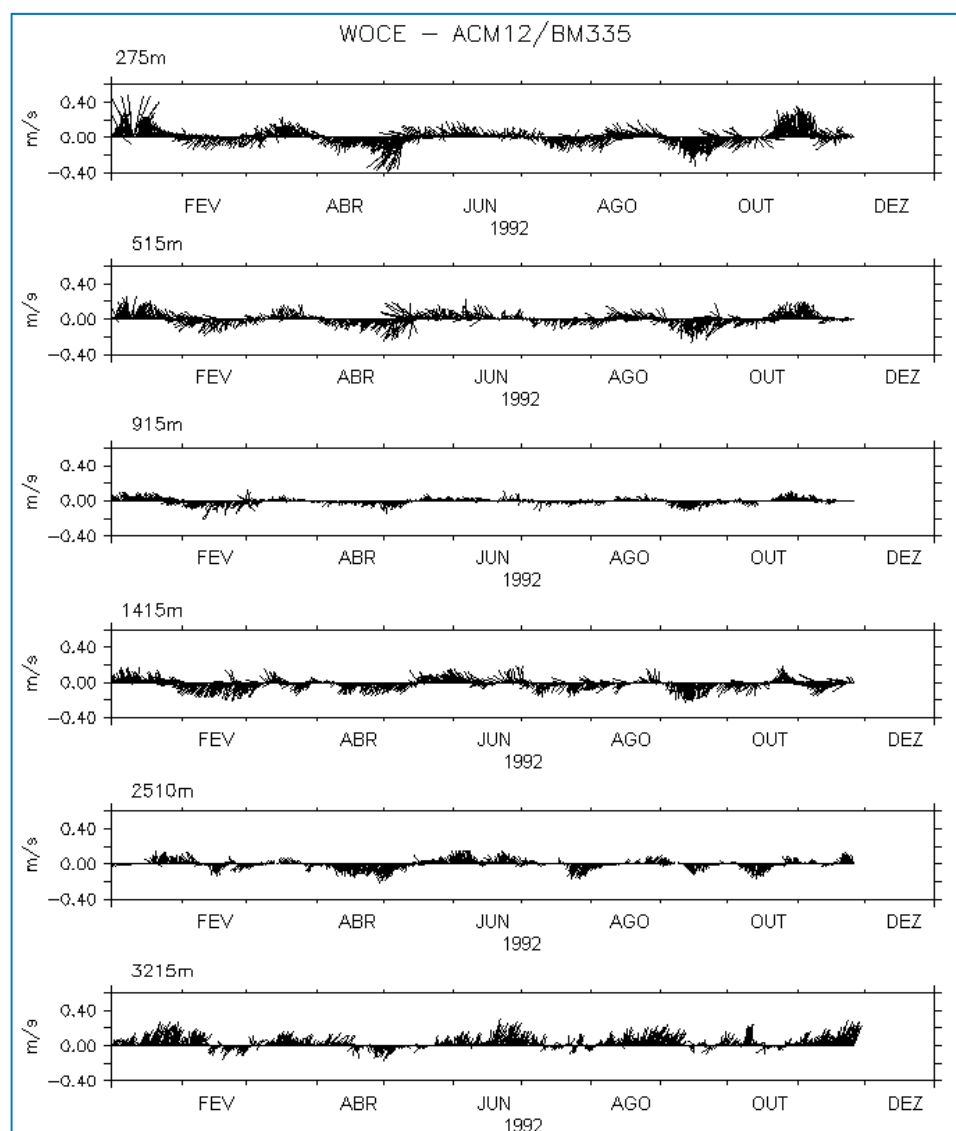 WOCE - ACM12/BM335
275m
m/s
0.40
0.00
-0.40
FEV ABR JUN AGO OUT DEZ
1992
515m
m/s
0.40
0.00
-0.40
FEV ABR JUN AGO OUT DEZ
1992
915m
m/s
0.40
0.00
-0.40
FEV ABR JUN AGO OUT DEZ
1992
1415m
m/s
0.40
0.00
-0.40
FEV ABR JUN AGO OUT DEZ
1992
2510m
m/s
0.40
0.00
-0.40
FEV ABR JUN AGO OUT DEZ
1992
3215m
m/s
0.40
0.00
-0.40
FEV ABR JUN AGO OUT DEZ
1992